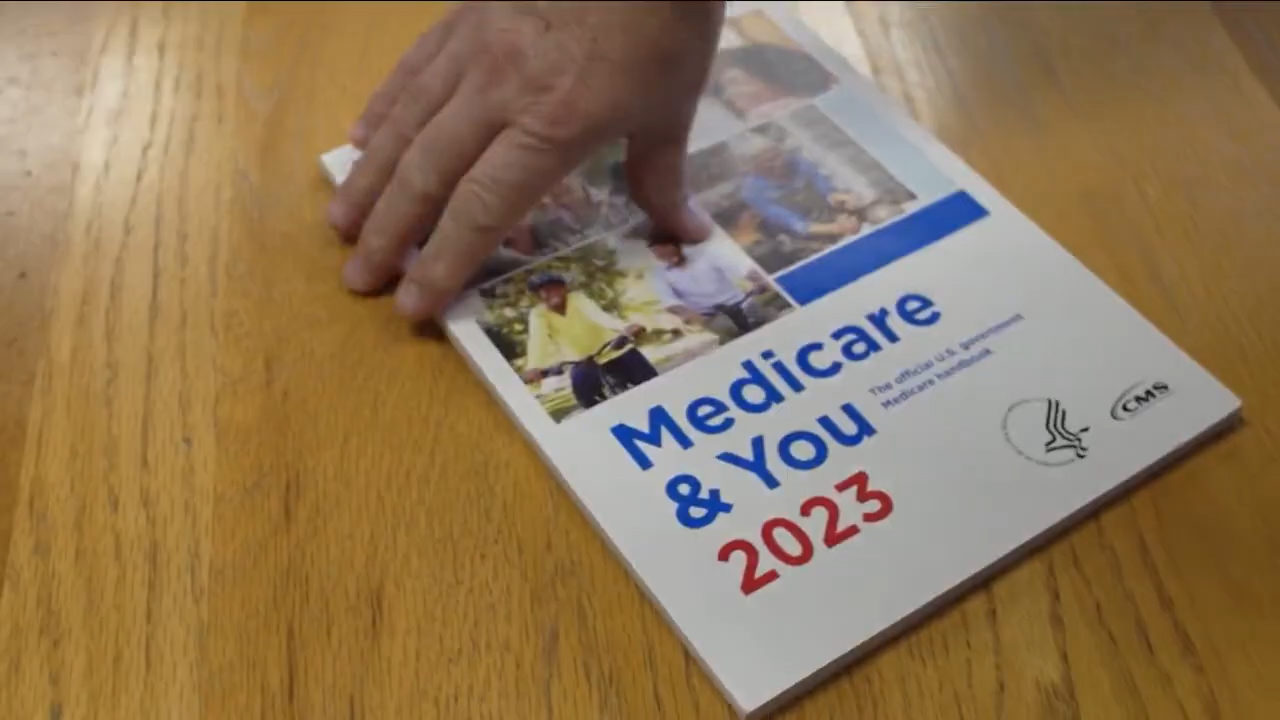 Medicare
& You
2023
The official U.S. government
Medicare handbook
CMS